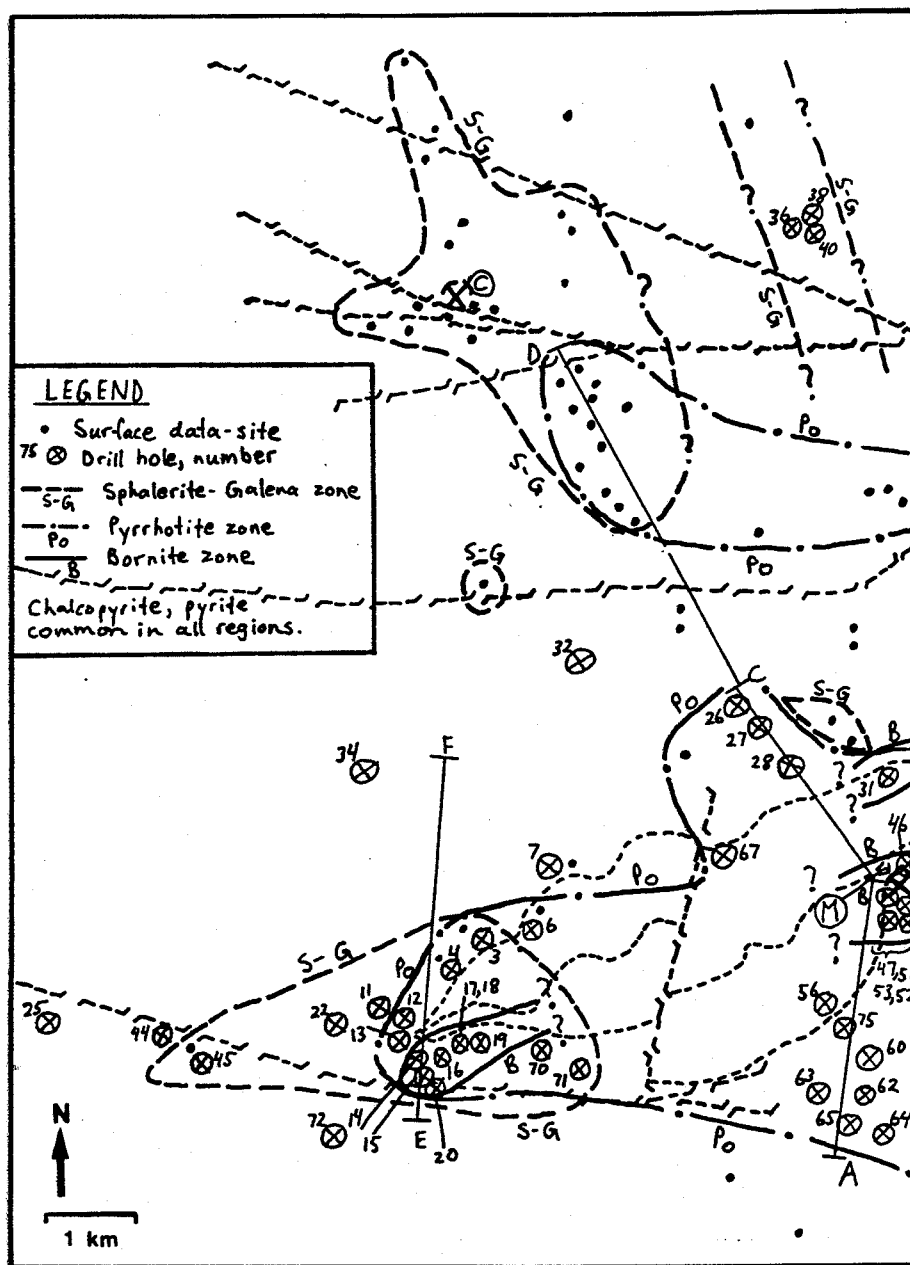 S-G
?
?
S-G
36
38
40
S-G
?
C
?
D
Po
LEGEND
• Surface data-site
75 ⊗ Drill hole, number
S-G Sphalerite-Galena zone
Po Pyrrhotite zone
B Bornite zone
Chalcopyrite, pyrite
common in all regions.
S-G
Po
S-G
32
C
Po
S-G
26
27
B
34
F
28
?
31
?
46
7
67
?
B
Po
M
B
6
S-G
4
3
?
Po
17,18
47,5
53,52
25
11
12
?
56
22
75
44
13
19
?
60
45
16
B
70
71
63
62
72
14
15
E
20
S-G
65
64
Po
A
N
1 km